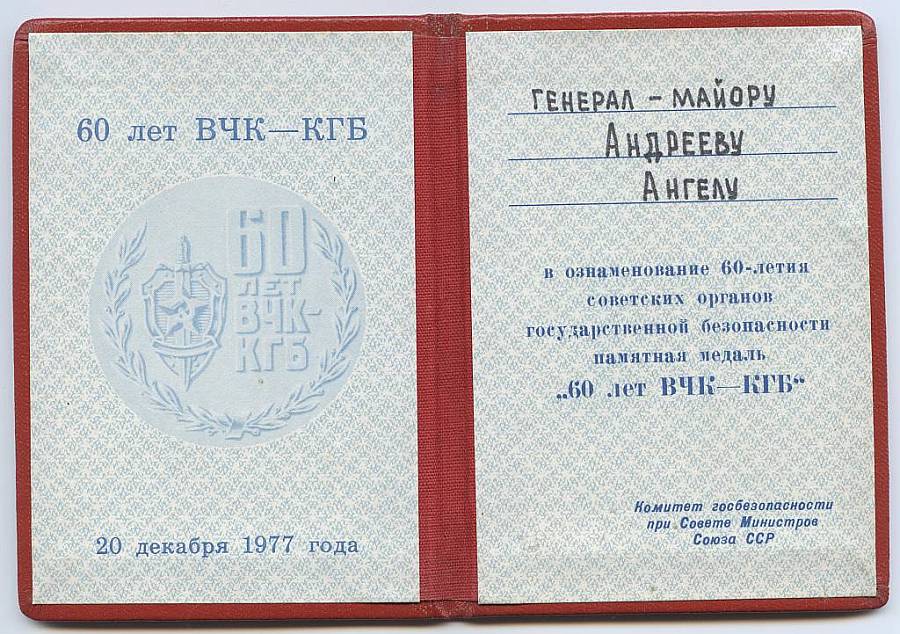 60 лет ВЧК—КГБ
60
ЛЕТ
ВЧК-
КГБ
20 декабря 1977 года
ГЕНЕРАЛ - МАЙОРУ
АНДРЕЕВУ
АНГЕЛУ
в ознаменование 60-летия
советских органов
государственной безопасности
памятная медаль
„60 лет ВЧК—КГБ“
Комитет госбезопасности
при Совете Министров
Союза ССР